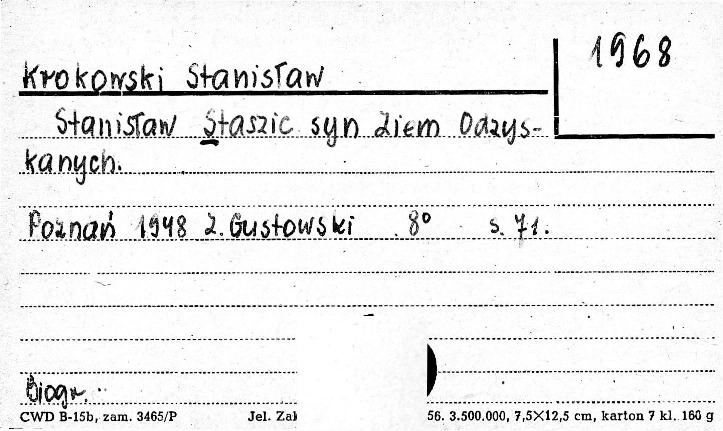 1968
Krokowski Stanisław
Stanisław Staszic syn Ziem Odzys-
kanych.
Poznań 1948 Z. Gustowski 8° s. 71.
Biogr.
CWD B-15b, zam. 3465/P Jel. Zak 56. 3.500.000, 7,5×12,5 cm, karton 7 kl. 160 g